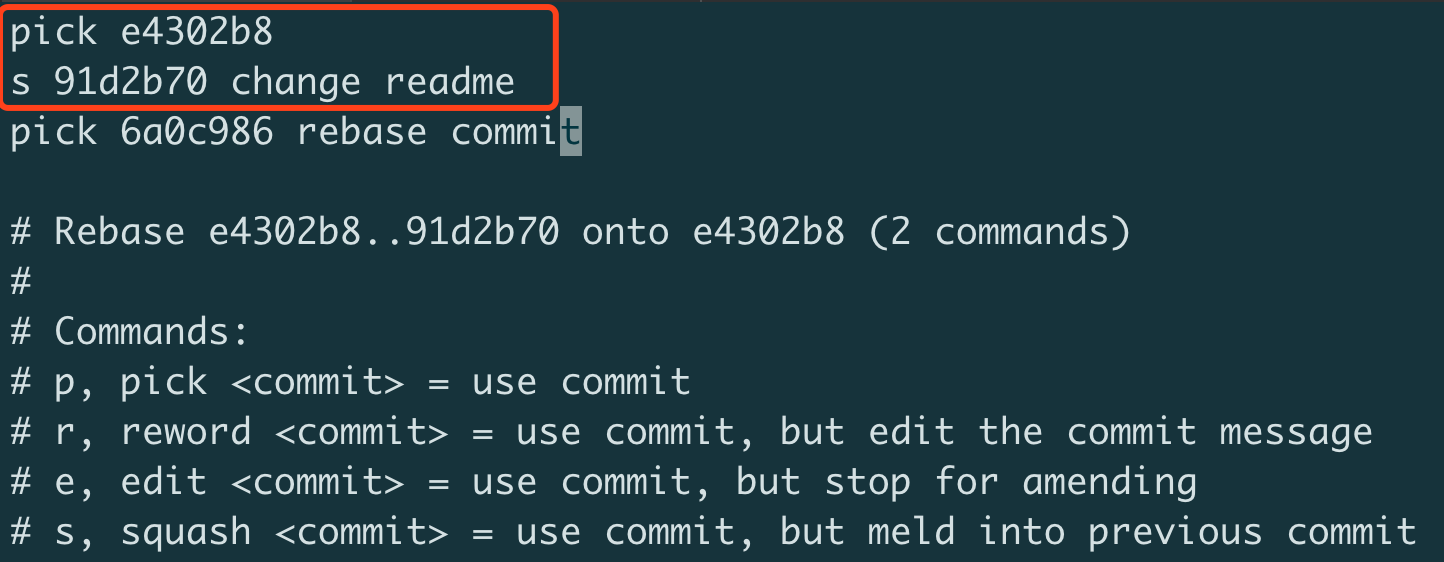 pick e4302b8
s 91d2b70 change readme
pick 6a0c986 rebase commit
# Rebase e4302b8..91d2b70 onto e4302b8 (2 commands)
#
# Commands:
# p, pick <commit> = use commit
# r, reword <commit> = use commit, but edit the commit message
# e, edit <commit> = use commit, but stop for amending
# s, squash <commit> = use commit, but meld into previous commit